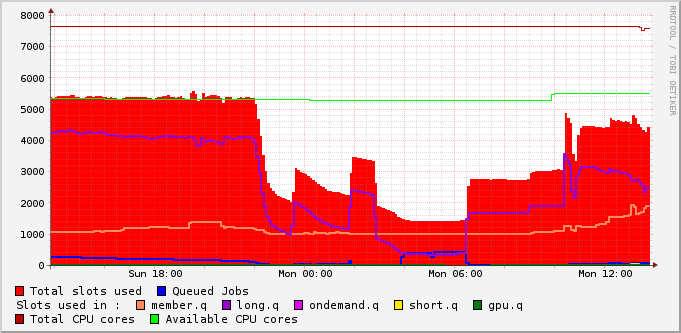 8000
7000
6000
5000
4000
3000
2000
1000
0
Sun 18:00 Mon 00:00 Mon 06:00 Mon 12:00
RRDTOOL / TOBI OETIKER
Total slots used Queued Jobs
Slots used in : member.q long.q ondemand.q short.q gpu.q
Total CPU cores Available CPU cores